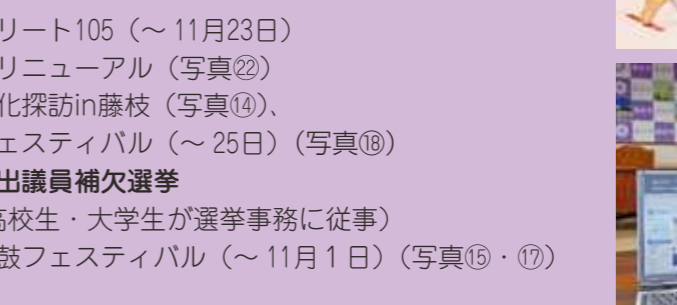 リート105（～ 11月23日）
リニューアル（写真㉒）
化探訪in藤枝（写真⑭）、
ェスティバル（～ 25日）（写真⑱）
出議員補欠選挙
高校生・大学生が選挙事務に従事）
鼓フェスティバル（～ 11月１日）（写真⑮・⑰）